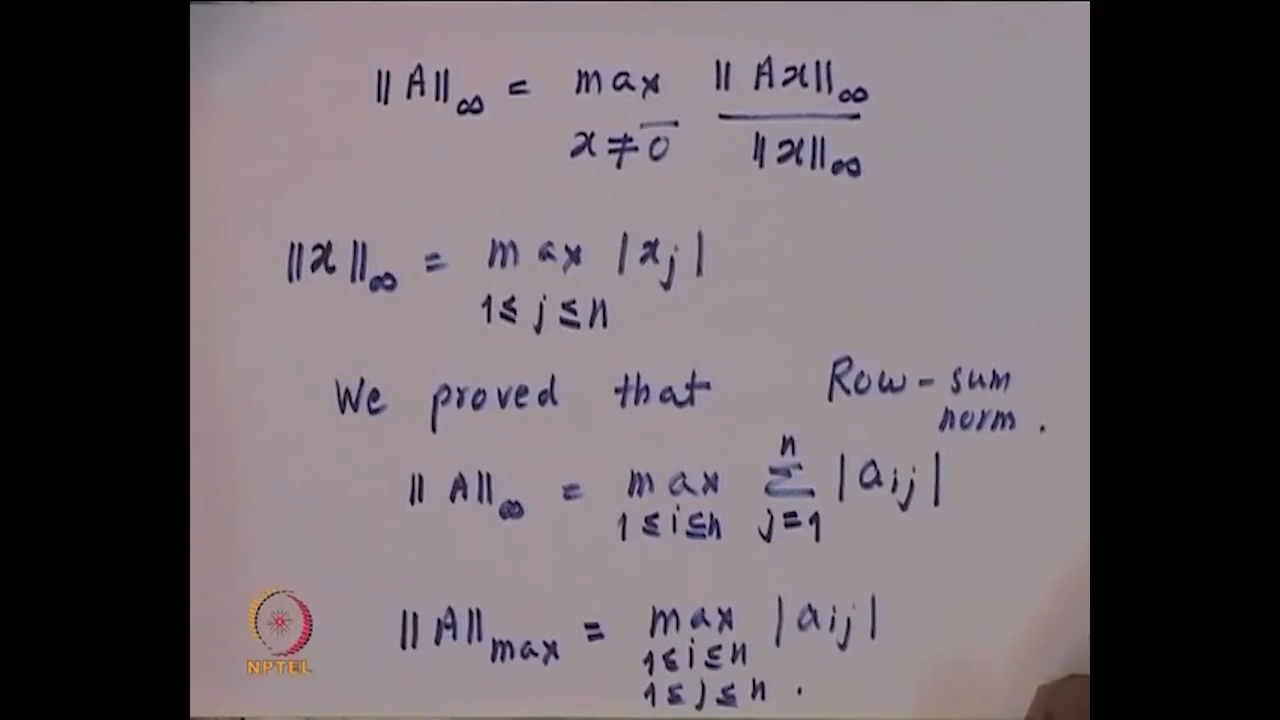 ||A||∞ = max ||Ax||∞
x ≠ 0̅ ||x||∞
||x||∞ = max |xj|
1 ≤ j ≤ n
We proved that Row-sum
norm.
||A||∞ = max n Σ |aij|
1≤i≤n j=1
||A||max = max |aij|
1≤i≤n
1≤j≤n.
NPTEL